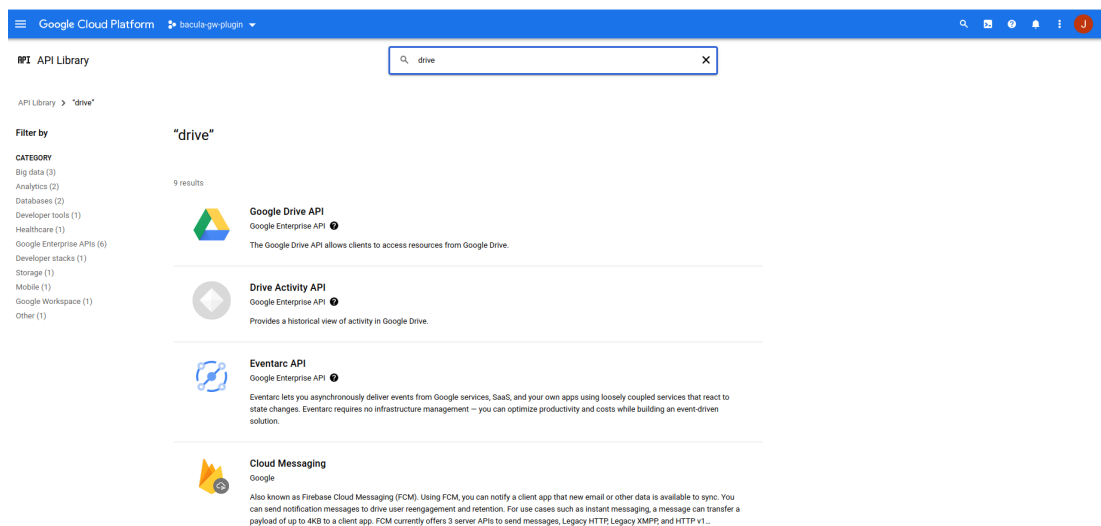 Google Cloud Platform bacula-gw-plugin J
API API Library
drive
API Library > "drive"
Filter by
CATEGORY
Big data (3)
Analytics (2)
Databases (2)
Developer tools (1)
Healthcare (1)
Google Enterprise APIs (6)
Developer stacks (1)
Storage (1)
Mobile (1)
Google Workspace (1)
Other (1)
"drive"
9 results
Google Drive API
Google Enterprise API
The Google Drive API allows clients to access resources from Google Drive.
Drive Activity API
Google Enterprise API
Provides a historical view of activity in Google Drive.
Eventarc API
Google Enterprise API
Eventarc lets you asynchronously deliver events from Google services, SaaS, and your own apps using loosely coupled services that react to
state changes. Eventarc requires no infrastructure management — you can optimize productivity and costs while building an event-driven
solution.
Cloud Messaging
Google
Also known as Firebase Cloud Messaging (FCM). Using FCM, you can notify a client app that new email or other data is available to sync. You
can send notification messages to drive user reengagement and retention. For use cases such as instant messaging, a message can transfer a
payload of up to 4KB to a client app. FCM currently offers 3 server APIs to send messages, Legacy HTTP, Legacy XMPP, and HTTP v1...